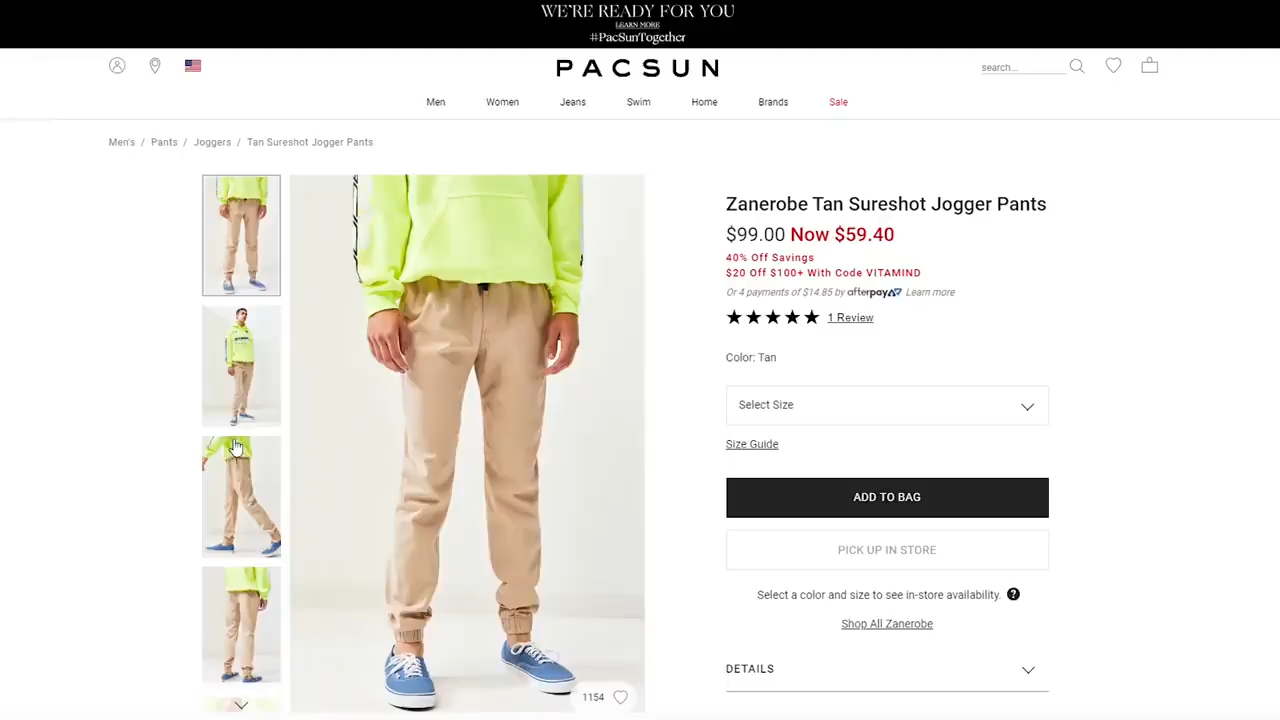 WE'RE READY FOR YOU
LEARN MORE
#PacSunTogether
PACSUN
search...
Men
Women
Jeans
Swim
Home
Brands
Sale
Men's / Pants / Joggers / Tan Sureshot Jogger Pants
Zanerobe Tan Sureshot Jogger Pants
$99.00 Now $59.40
40% Off Savings
$20 Off $100+ With Code VITAMIND
Or 4 payments of $14.85 by afterpay Learn more
1 Review
Color: Tan
Select Size
Size Guide
ADD TO BAG
PICK UP IN STORE
Select a color and size to see in-store availability. ?
Shop All Zanerobe
DETAILS
1154